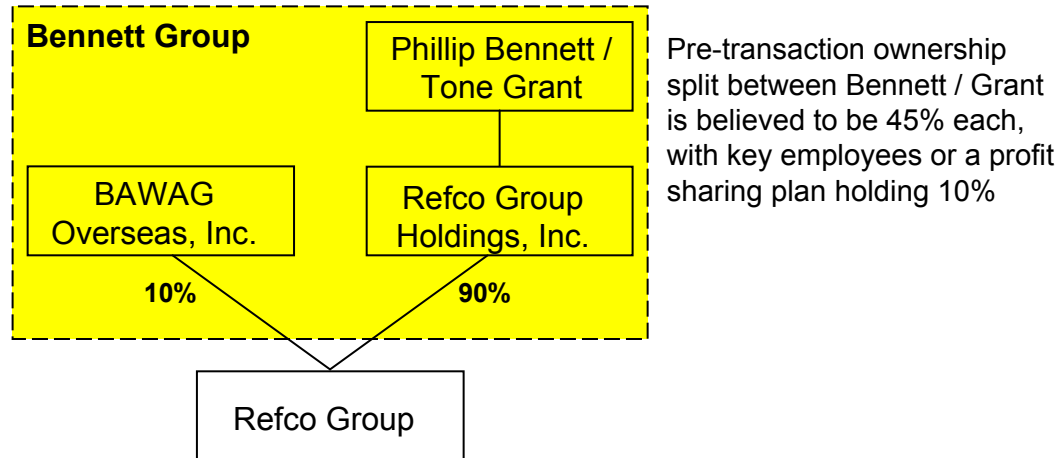 Bennett Group
Phillip Bennett /
Tone Grant
Pre-transaction ownership
split between Bennett / Grant
is believed to be 45% each,
with key employees or a profit
sharing plan holding 10%
BAWAG
Overseas, Inc.
Refco Group
Holdings, Inc.
10%
90%
Refco Group